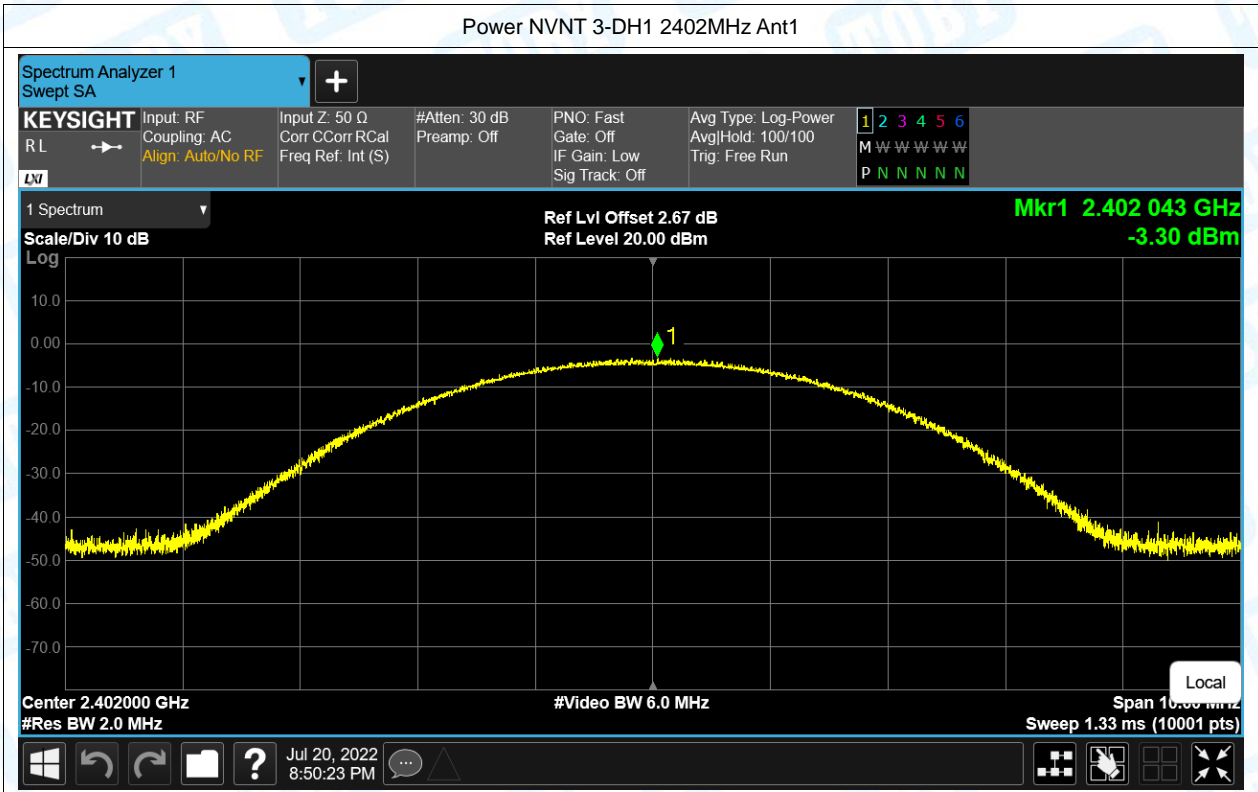 Power NVNT 3-DH1 2402MHz Ant1
Spectrum Analyzer 1
Swept SA
KEYSIGHT
RL
LXI
Input: RF
Coupling: AC
Align: Auto/No RF
Input Z: 50 Ω
Corr CCorr RCal
Freq Ref: Int (S)
#Atten: 30 dB
Preamp: Off
PNO: Fast
Gate: Off
IF Gain: Low
Sig Track: Off
Avg Type: Log-Power
Avg|Hold: 100/100
Trig: Free Run
1 2 3 4 5 6
M W W W W W
P N N N N N
1 Spectrum
Scale/Div 10 dB
Ref Lvl Offset 2.67 dB
Ref Level 20.00 dBm
Mkr1 2.402 043 GHz
-3.30 dBm
Log
10.0
0.00
-10.0
-20.0
-30.0
-40.0
-50.0
-60.0
-70.0
1
Center 2.402000 GHz
#Res BW 2.0 MHz
#Video BW 6.0 MHz
Span 10.00 MHz
Sweep 1.33 ms (10001 pts)
Local
?
Jul 20, 2022
8:50:23 PM